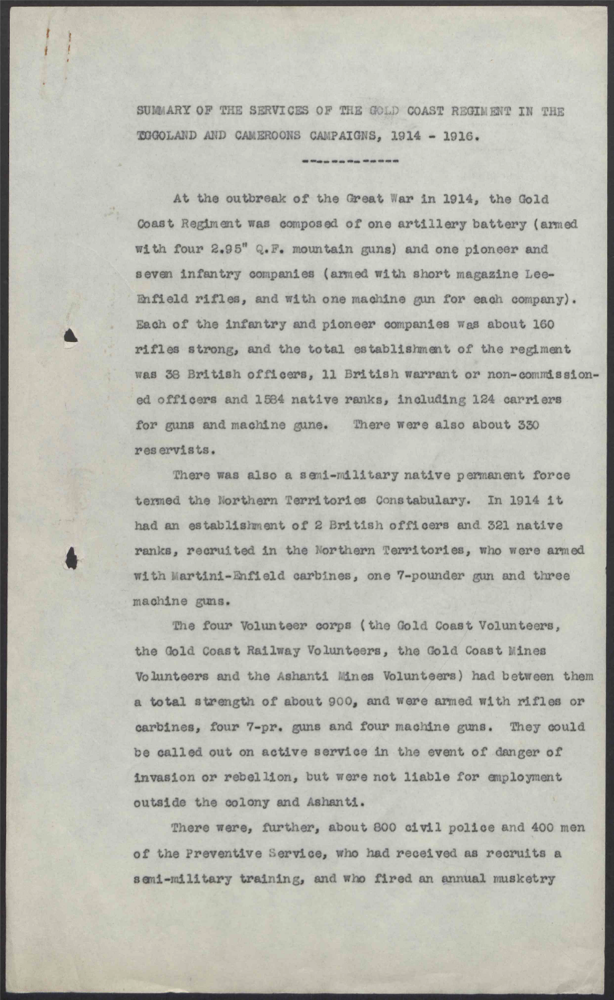 SUMMARY OF THE SERVICES OF THE GOLD COAST REGIMENT IN THE
TOGOLAND AND CAMEROONS CAMPAIGNS, 1914 - 1916.
-------------
At the outbreak of the Great War in 1914, the Gold
Coast Regiment was composed of one artillery battery (armed
with four 2.95" Q.F. mountain guns) and one pioneer and
seven infantry companies (armed with short magazine Lee-
Enfield rifles, and with one machine gun for each company).
Each of the infantry and pioneer companies was about 160
rifles strong, and the total establishment of the regiment
was 38 British officers, 11 British warrant or non-commission-
ed officers and 1584 native ranks, including 124 carriers
for guns and machine gune. There were also about 330
reservists.
There was also a semi-military native permanent force
termed the Northern Territories Constabulary. In 1914 it
had an establishment of 2 British officers and 321 native
ranks, recruited in the Northern Territories, who were armed
with Martini-Enfield carbines, one 7-pounder gun and three
machine guns.
The four Volunteer corps (the Gold Coast Volunteers,
the Gold Coast Railway Volunteers, the Gold Coast Mines
Volunteers and the Ashanti Mines Volunteers) had between them
a total strength of about 900, and were armed with rifles or
carbines, four 7-pr. guns and four machine guns. They could
be called out on active service in the event of danger of
invasion or rebellion, but were not liable for employment
outside the colony and Ashanti.
There were, further, about 800 civil police and 400 men
of the Preventive Service, who had received as recruits a
semi-military training, and who fired an annual musketry